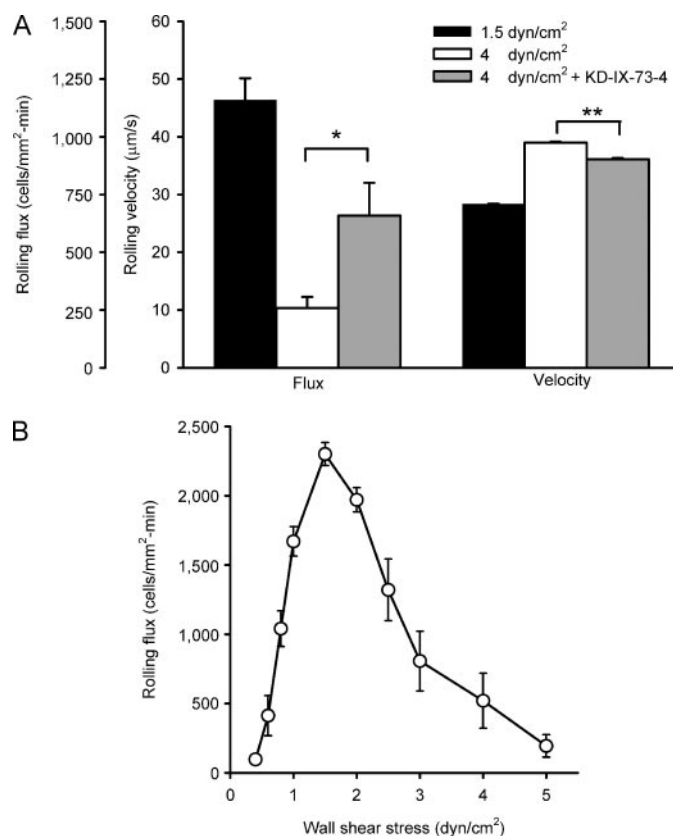 A
1.5 dyn/cm²
4 dyn/cm²
4 dyn/cm² + KD-IX-73-4
Rolling flux (cells/mm²-min)
1,500
1,250
1,000
750
500
250
0
Rolling velocity (μm/s)
60
50
40
30
20
10
0
*
**
Flux
Velocity
B
Rolling flux (cells/mm²-min)
2,500
2,000
1,500
1,000
500
0
0
1
2
3
4
5
Wall shear stress (dyn/cm²)